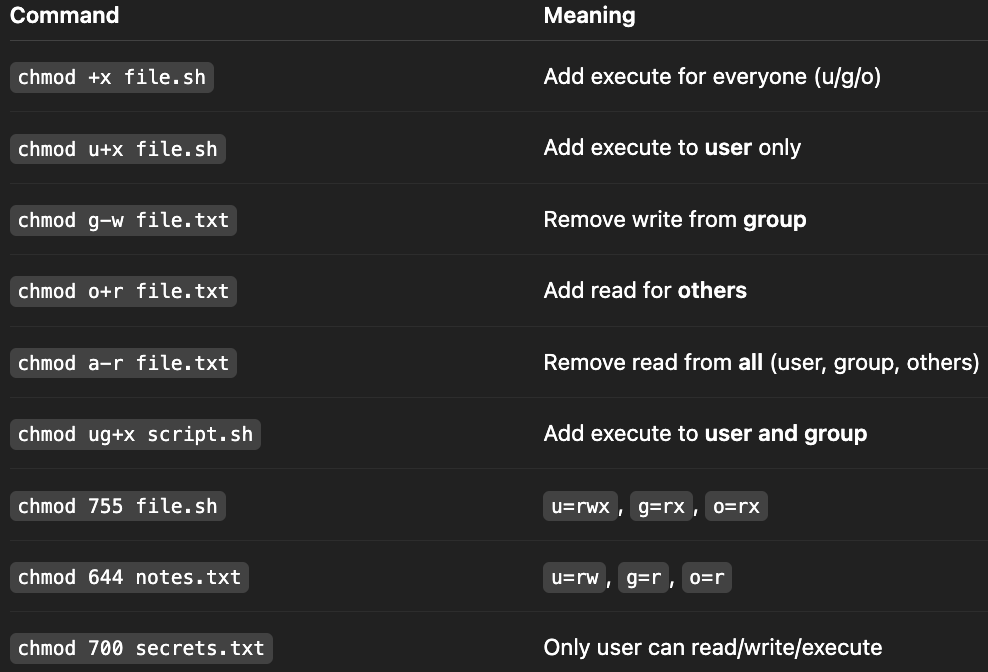 Command Meaning
chmod +x file.sh Add execute for everyone (u/g/o)
chmod u+x file.sh Add execute to user only
chmod g-w file.txt Remove write from group
chmod o+r file.txt Add read for others
chmod a-r file.txt Remove read from all (user, group, others)
chmod ug+x script.sh Add execute to user and group
chmod 755 file.sh u=rwx, g=rx, o=rx
chmod 644 notes.txt u=rw, g=r, o=r
chmod 700 secrets.txt Only user can read/write/execute